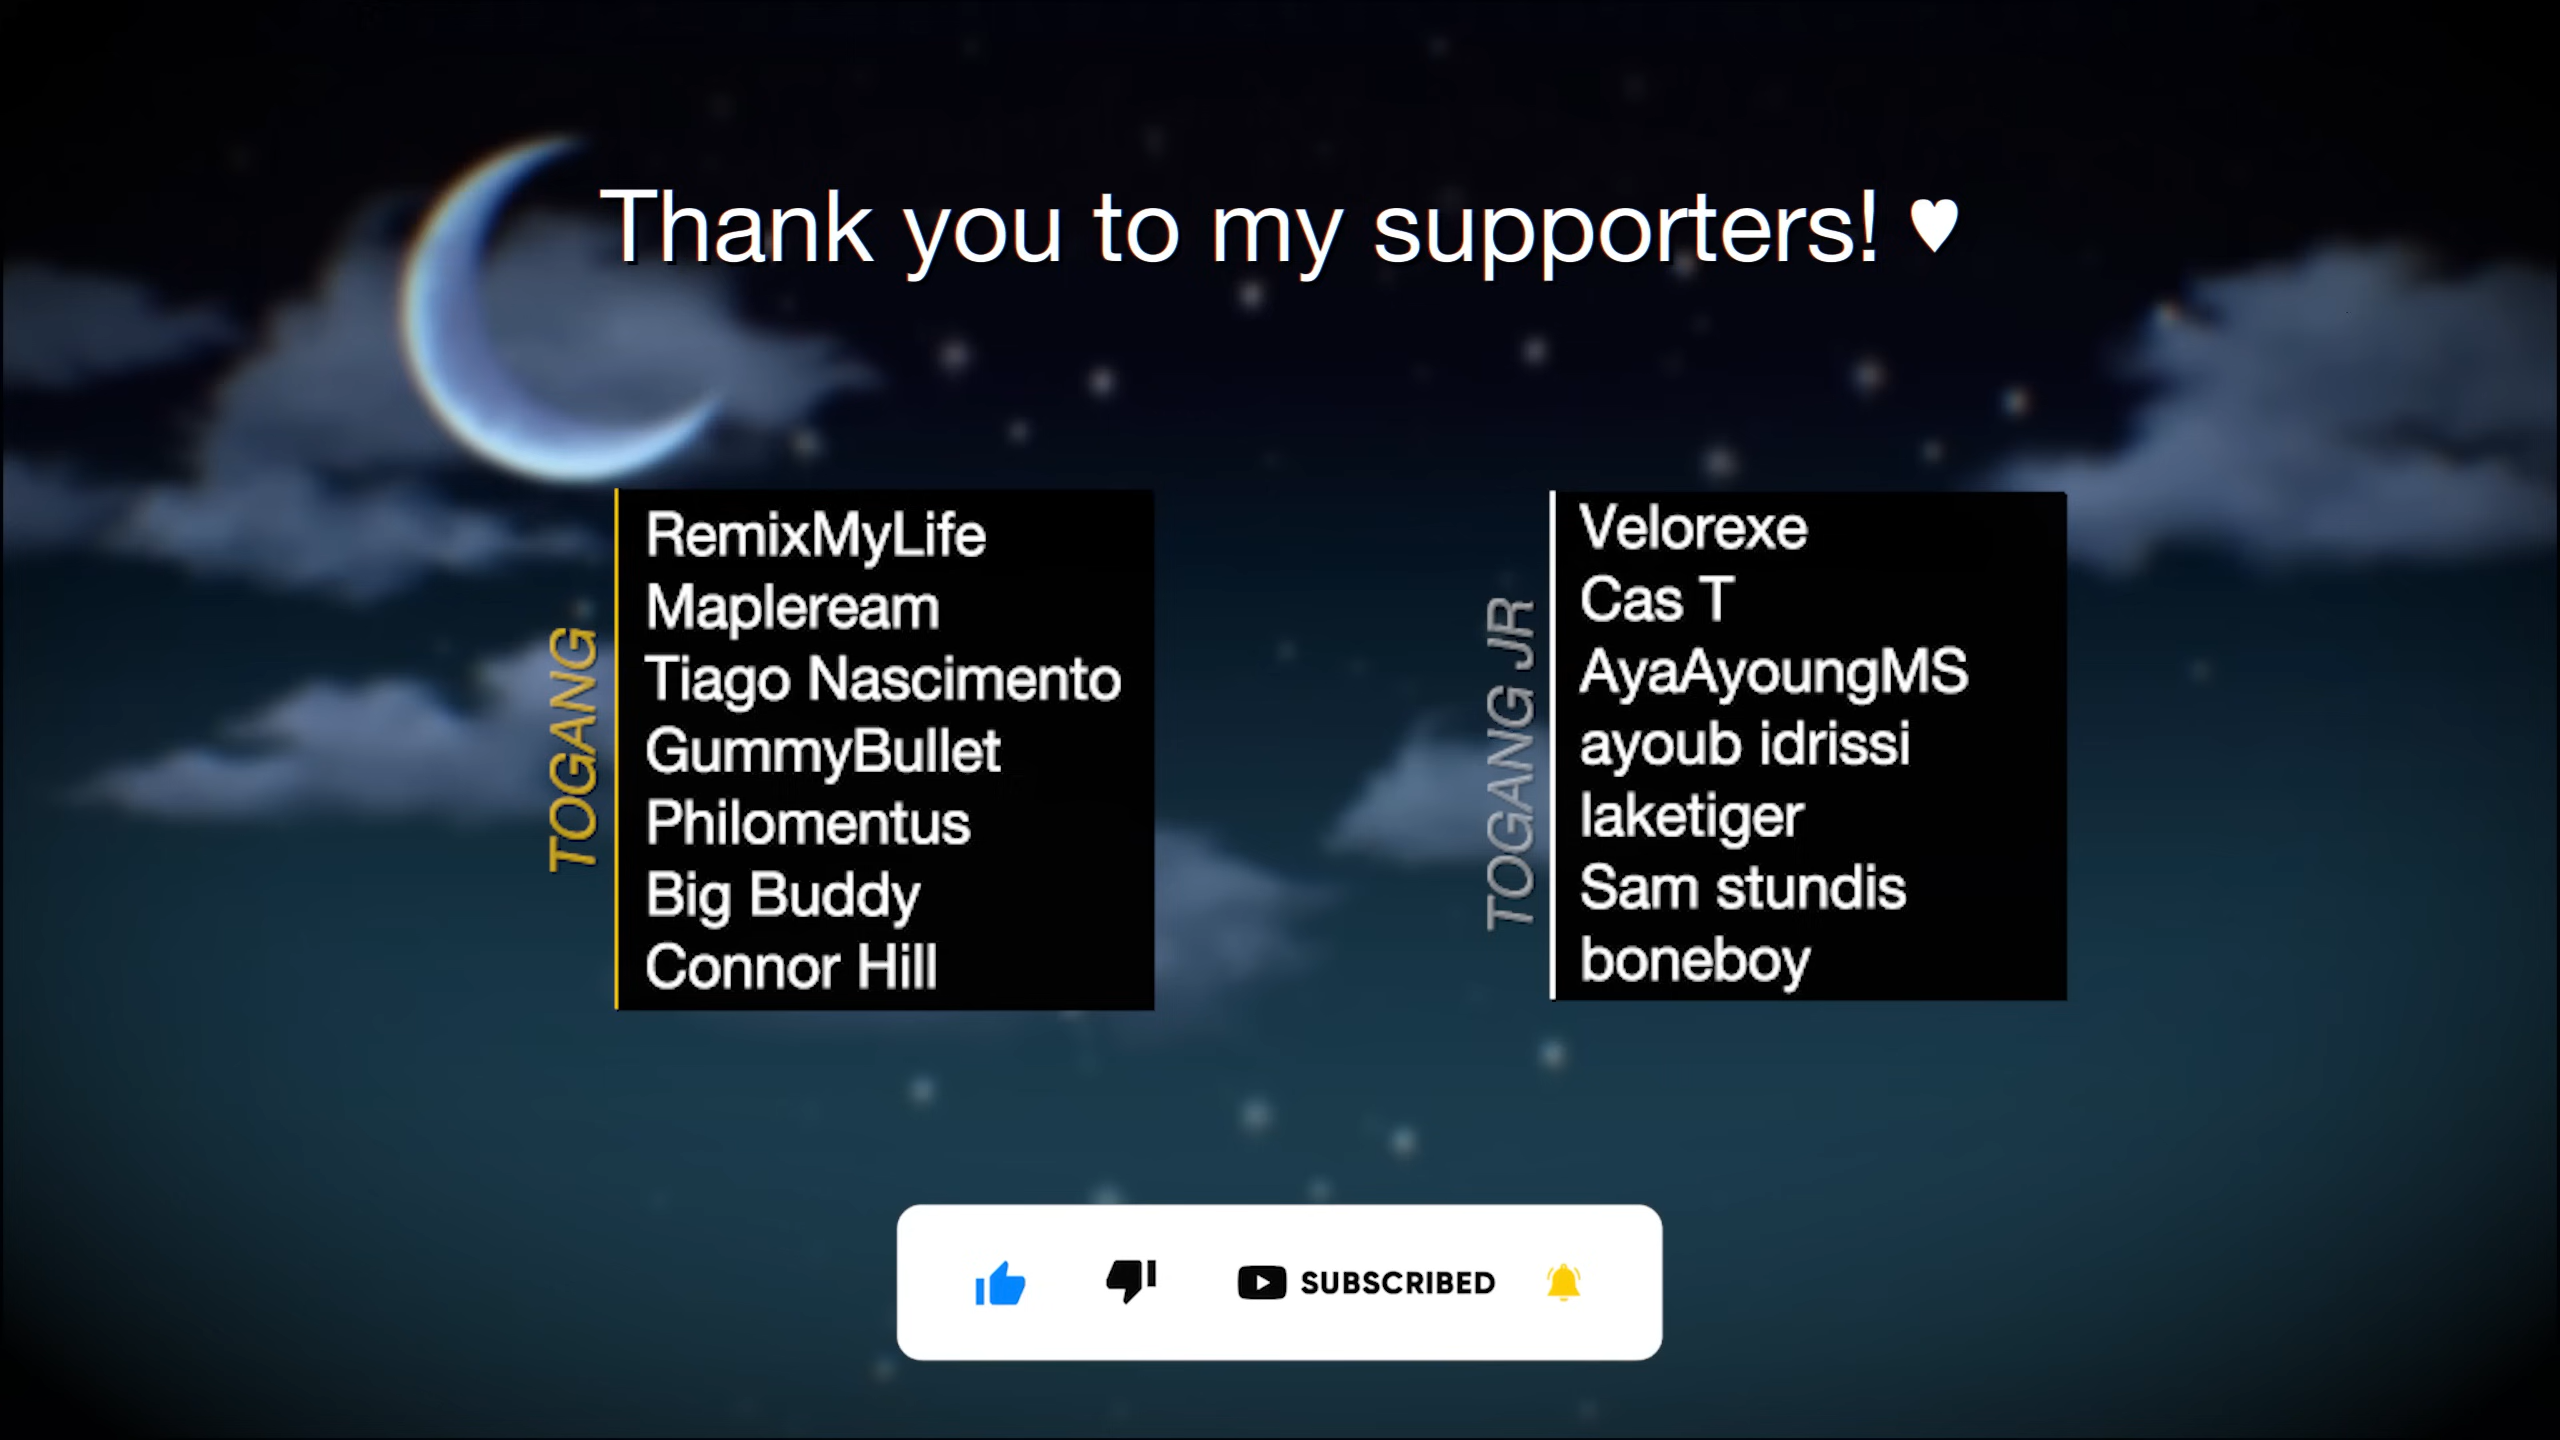 Thank you to my supporters! ♥
TOGANG
RemixMyLife
Mapleream
Tiago Nascimento
GummyBullet
Philomentus
Big Buddy
Connor Hill
TOGANG JR
Velorexe
Cas T
AyaAyoungMS
ayoub idrissi
laketiger
Sam stundis
boneboy
SUBSCRIBED